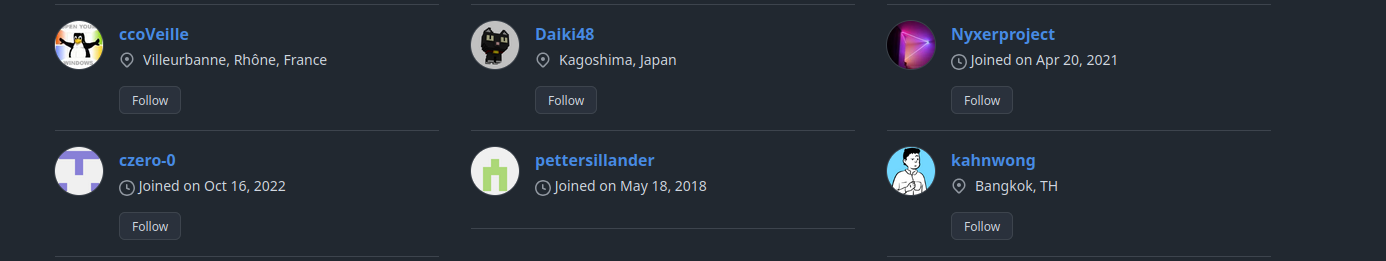 ccoVeille
Villeurbanne, Rhône, France
Follow
Daiki48
Kagoshima, Japan
Follow
Nyxerproject
Joined on Apr 20, 2021
Follow
czero-0
Joined on Oct 16, 2022
Follow
pettersillander
Joined on May 18, 2018
kahnwong
Bangkok, TH
Follow